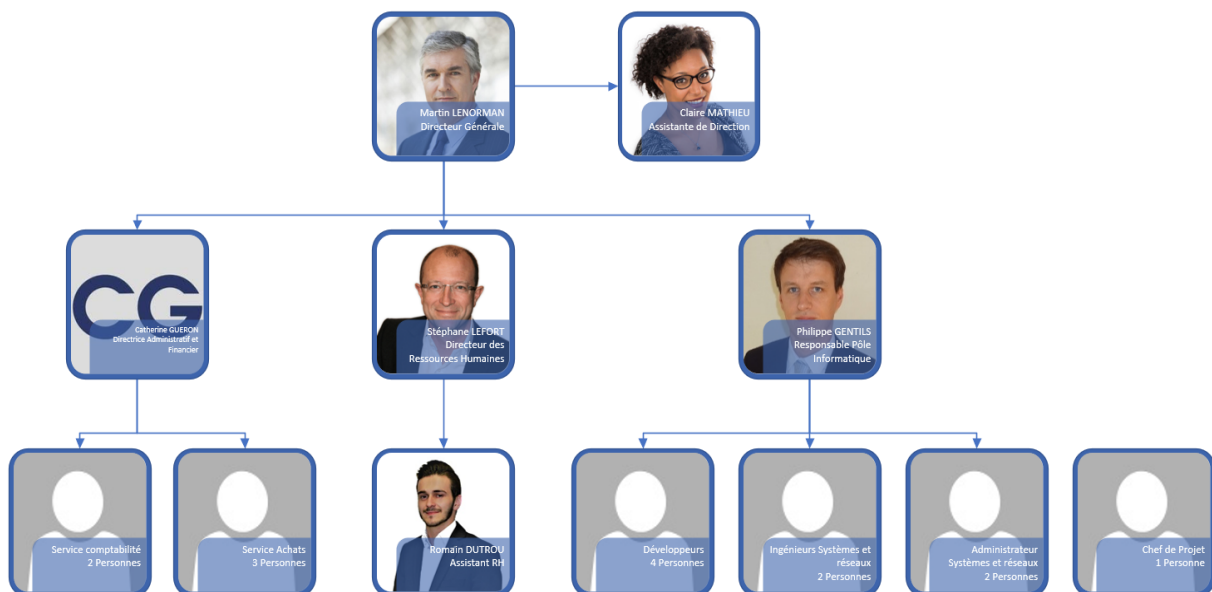 Martin LENORMAN
Directeur Générale
Claire MATHIEU
Assistante de Direction
CG
Catherine GUERON
Directrice Administratif et
Financier
Stéphane LEFORT
Directeur des
Ressources Humaines
Philippe GENTILS
Responsable Pôle
Informatique
Service comptabilité
2 Personnes
Service Achats
3 Personnes
Romain DUTROU
Assistant RH
Développeurs
4 Personnes
Ingénieurs Systèmes et
réseaux
2 Personnes
Administrateur
Systèmes et réseaux
2 Personnes
Chef de Projet
1 Personne